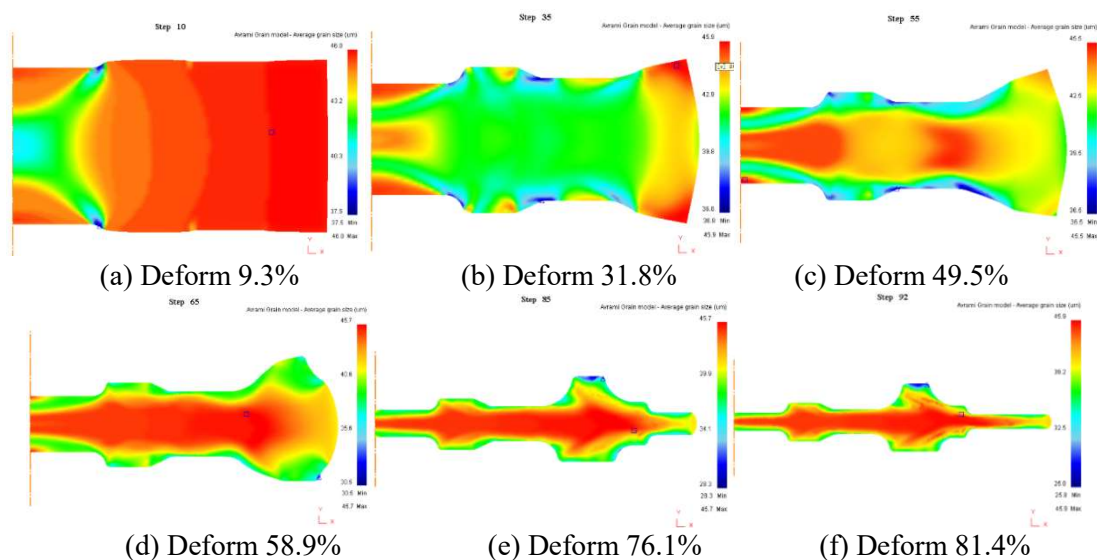 Step 10
Avrami Grain model - Average grain size (um)
46.0
43.2
40.3
37.5
37.5 Min
46.0 Max
Y
X
(a) Deform 9.3%
Step 35
Avrami Grain model - Average grain size (um)
45.9
42.9
39.8
36.8
36.8 Min
45.9 Max
Y
X
(b) Deform 31.8%
Step 55
Avrami Grain model - Average grain size (um)
45.5
42.5
39.5
36.5
36.5 Min
45.5 Max
Y
X
(c) Deform 49.5%
Step 65
Avrami Grain model - Average grain size (um)
45.7
40.6
35.6
30.6
30.6 Min
45.7 Max
Y
X
(d) Deform 58.9%
Step 85
Avrami Grain model - Average grain size (um)
45.7
39.9
34.1
28.3
28.3 Min
45.7 Max
Y
X
(e) Deform 76.1%
Step 92
Avrami Grain model - Average grain size (um)
45.9
39.2
32.5
Min
Max
Y
X
(f) Deform 81.4%